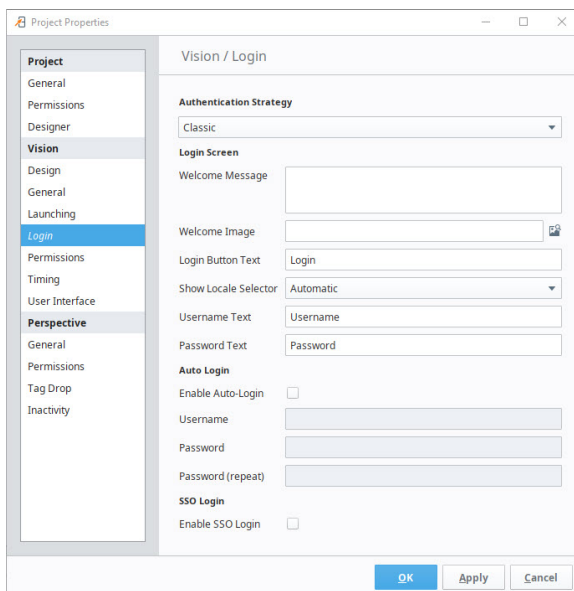 Project Properties
Project
General
Permissions
Designer
Vision
Design
General
Launching
Login
Permissions
Timing
User Interface
Perspective
General
Permissions
Tag Drop
Inactivity
Vision / Login
Authentication Strategy
Classic
Login Screen
Welcome Message
Welcome Image
Login Button Text Login
Show Locale Selector Automatic
Username Text Username
Password Text Password
Auto Login
Enable Auto-Login
Username
Password
Password (repeat)
SSO Login
Enable SSO Login
OK Apply Cancel